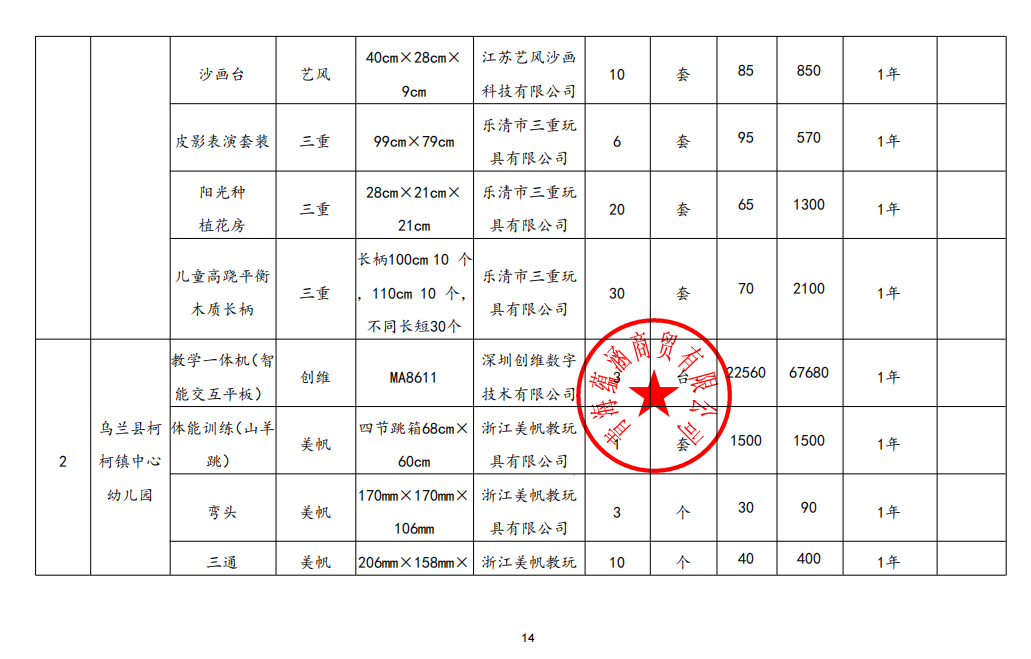 沙画台 艺风 40cm×28cm× 江苏艺风沙画 10 套 85 850 1年
9cm 科技有限公司
皮影表演套装 三重 99cm×79cm 乐清市三重玩 6 套 95 570 1年
具有限公司
阳光种 三重 28cm×21cm× 乐清市三重玩 20 套 65 1300 1年
植花房 21cm 具有限公司
儿童高跷平衡 三重 长柄100cm 10 个 乐清市三重玩 30 套 70 2100 1年
木质长柄 ,110cm 10 个, 具有限公司
不同长短30个
2 乌兰县柯
柯镇中心
幼儿园
教学一体机(智 创维 MA8611 深圳创维数字 3 台 22560 67680 1年
能交互平板) 技术有限公司
体能训练(山羊 美帆 四节跳箱68cm× 浙江美帆教玩 1 套 1500 1500 1年
跳) 60cm 具有限公司
弯头 美帆 170mm×170mm× 浙江美帆教玩 3 个 30 90 1年
106mm 具有限公司
三通 美帆 206mm×158mm× 浙江美帆教玩 10 个 40 400 1年
14